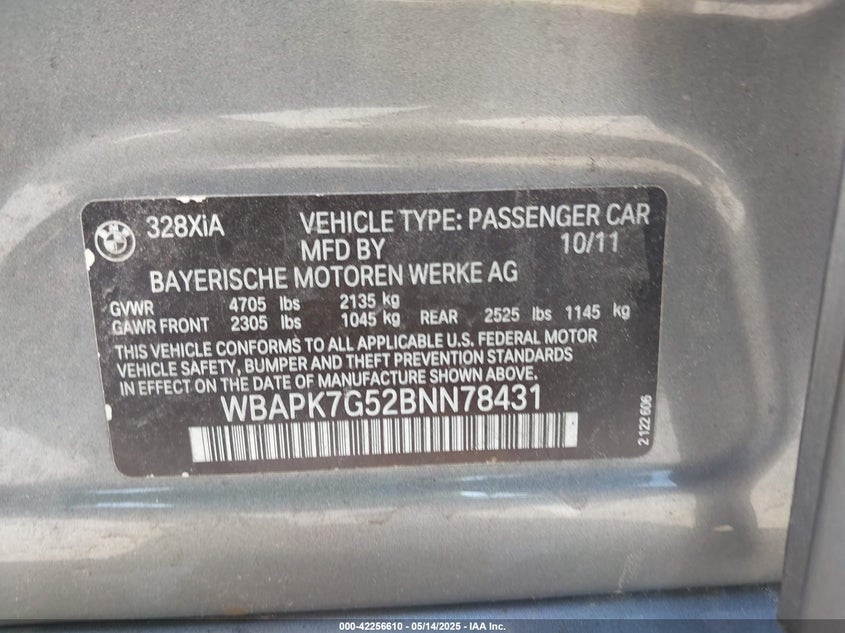 328XiA VEHICLE TYPE: PASSENGER CAR
MFD BY 10/11
BAYERISCHE MOTOREN WERKE AG
GVWR 4705 lbs 2135 kg
GAWR FRONT 2305 lbs 1045 kg REAR 2525 lbs 1145 kg
THIS VEHICLE CONFORMS TO ALL APPLICABLE U.S. FEDERAL MOTOR
VEHICLE SAFETY, BUMPER AND THEFT PREVENTION STANDARDS
IN EFFECT ON THE DATE OF MANUFACTURE SHOWN ABOVE.
WBAPK7G52BNN78431
2 122 606
000-42256610 - 05/14/2025 - IAA Inc.